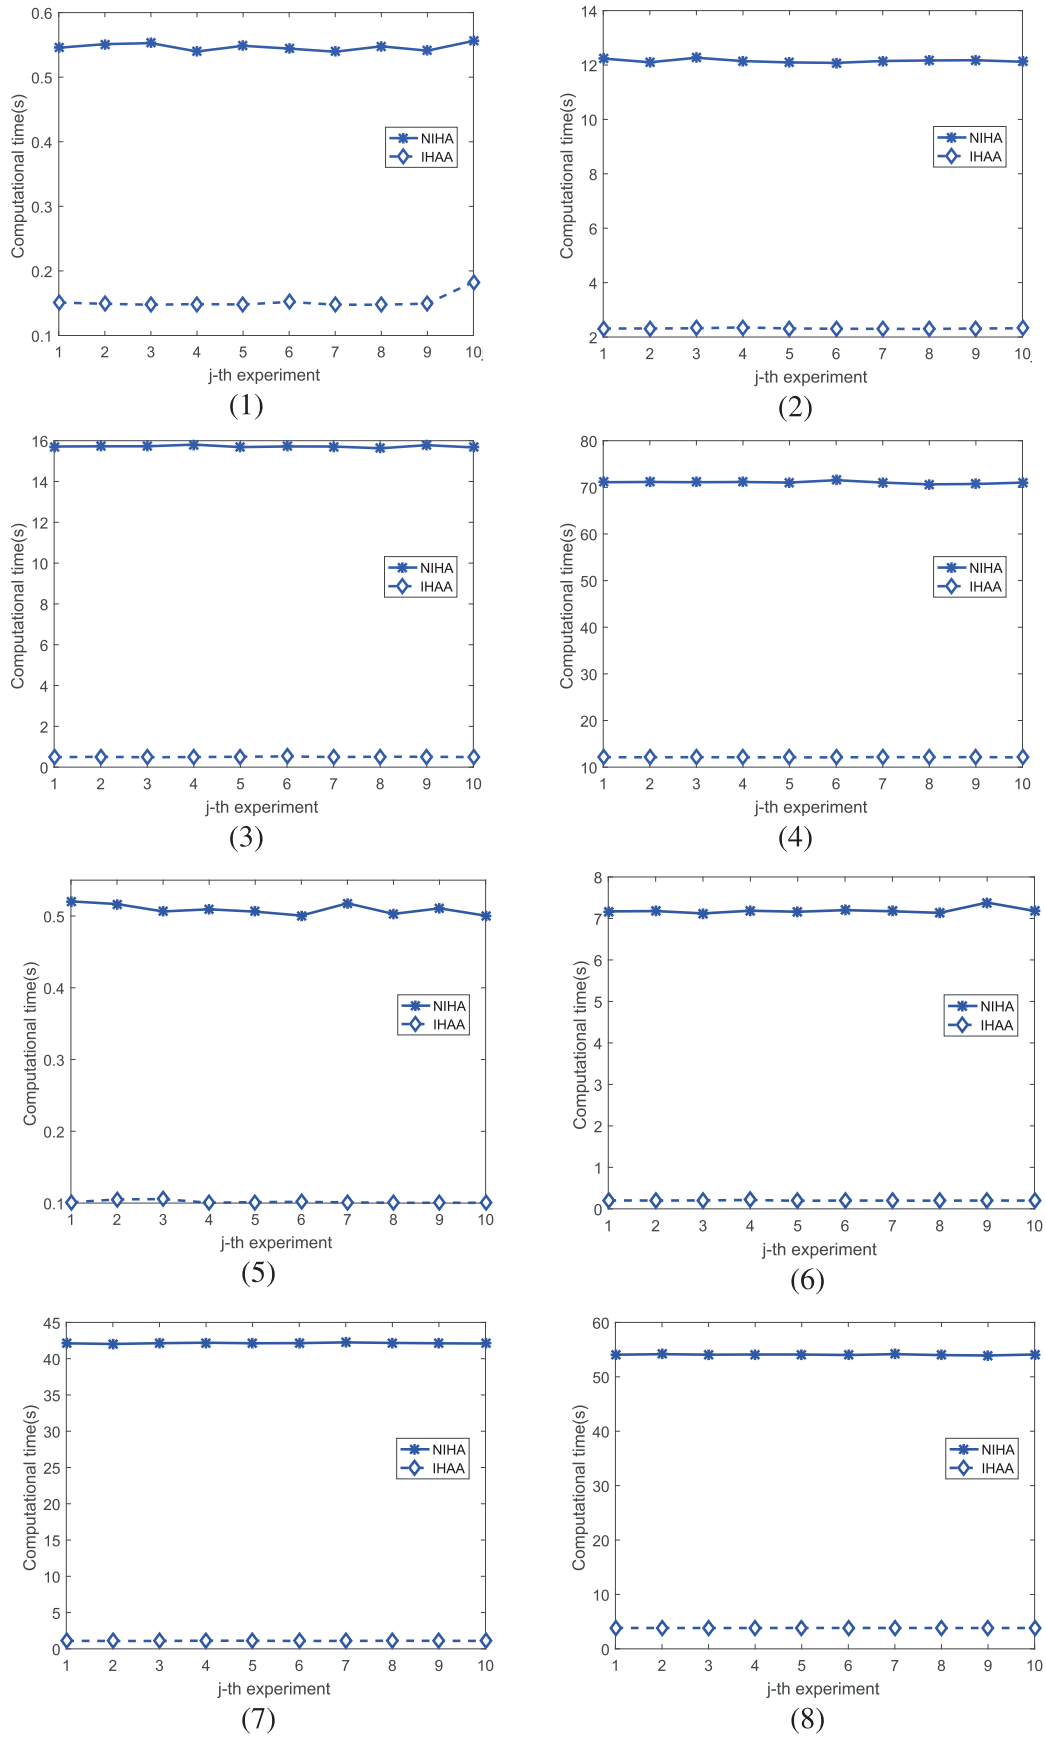 0.6
0.5
0.4
0.3
0.2
0.1
Computational time(s)
NIHA
IHAA
1 2 3 4 5 6 7 8 9 10
j-th experiment
(1)
14
12
10
8
6
4
2
Computational time(s)
NIHA
IHAA
1 2 3 4 5 6 7 8 9 10
j-th experiment
(2)
16
14
12
10
8
6
4
2
0
Computational time(s)
NIHA
IHAA
1 2 3 4 5 6 7 8 9 10
j-th experiment
(3)
80
70
60
50
40
30
20
10
Computational time(s)
NIHA
IHAA
1 2 3 4 5 6 7 8 9 10
j-th experiment
(4)
0.5
0.4
0.3
0.2
0.1
Computational time(s)
NIHA
IHAA
1 2 3 4 5 6 7 8 9 10
j-th experiment
(5)
8
7
6
5
4
3
2
1
0
Computational time(s)
NIHA
IHAA
1 2 3 4 5 6 7 8 9 10
j-th experiment
(6)
45
40
35
30
25
20
15
10
5
0
Computational time(s)
NIHA
IHAA
1 2 3 4 5 6 7 8 9 10
j-th experiment
(7)
60
50
40
30
20
10
0
Computational time(s)
NIHA
IHAA
1 2 3 4 5 6 7 8 9 10
j-th experiment
(8)